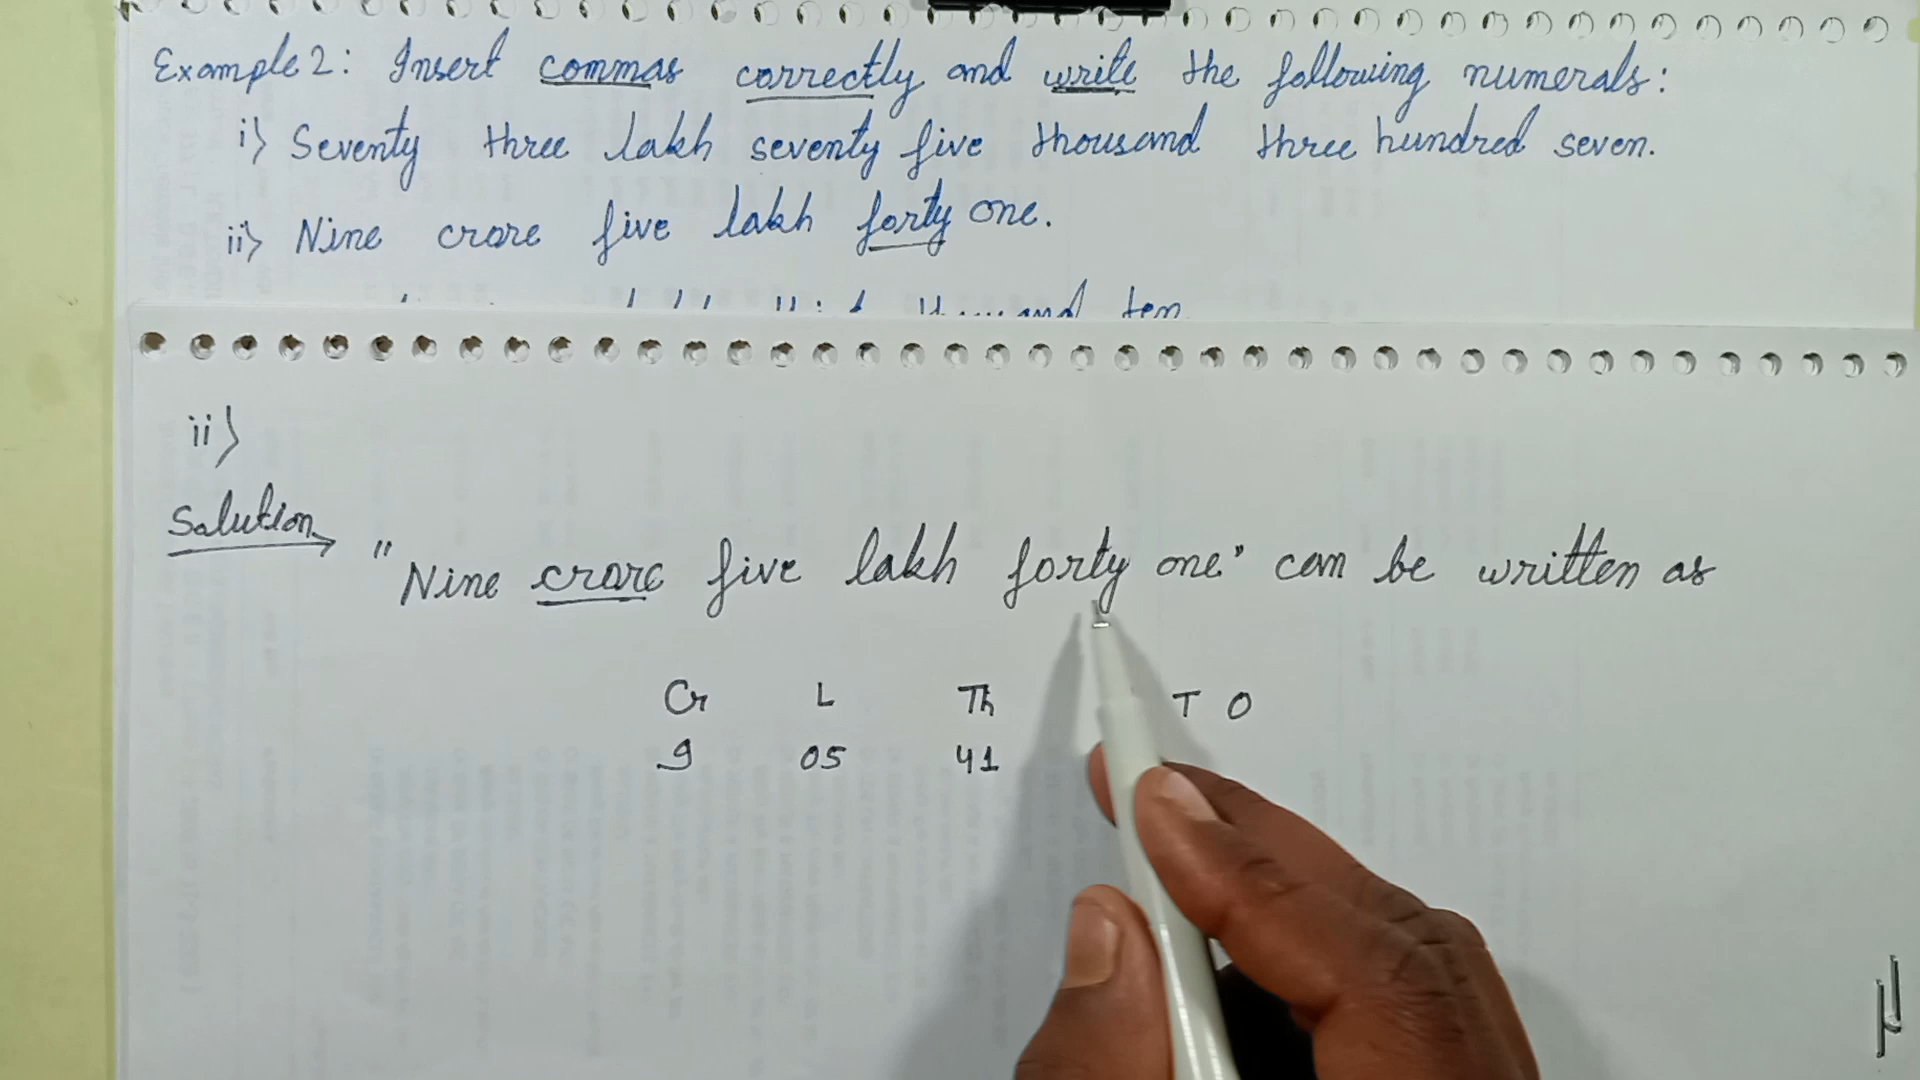 Example 2: Insert commas correctly and write the following numerals:
i) Seventy three lakh seventy five thousand three hundred seven.
ii) Nine crore five lakh forty one.
ten
ii)
Solution
"Nine crore five lakh forty one" can be written as
Cr L Th T O
9 05 41